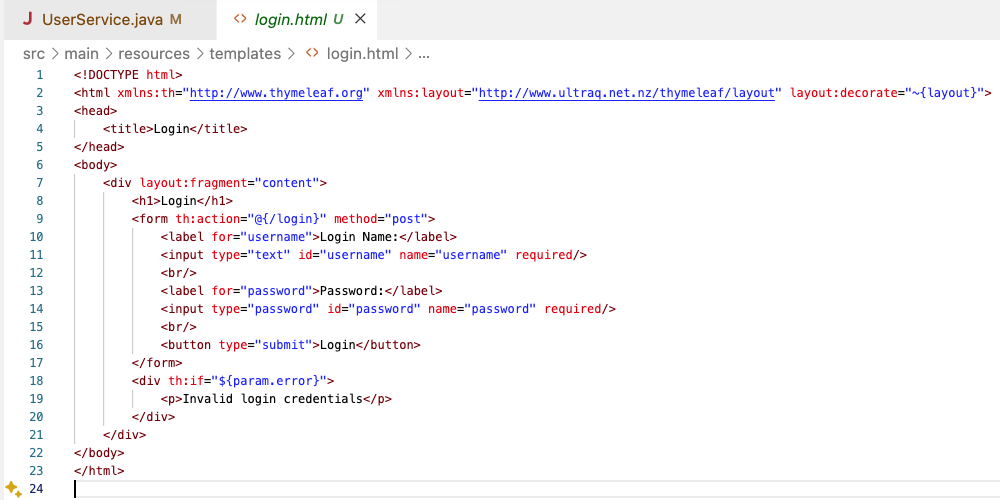 J UserService.java M <> login.html U ×
src > main > resources > templates > <> login.html > ...
1 <!DOCTYPE html>
2 <html xmlns:th="http://www.thymeleaf.org" xmlns:layout="http://www.ultraq.net.nz/thymeleaf/layout" layout:decorate="~{layout}">
3 <head>
4     <title>Login</title>
5 </head>
6 <body>
7     <div layout:fragment="content">
8         <h1>Login</h1>
9         <form th:action="@{/login}" method="post">
10             <label for="username">Login Name:</label>
11             <input type="text" id="username" name="username" required/>
12             <br/>
13             <label for="password">Password:</label>
14             <input type="password" id="password" name="password" required/>
15             <br/>
16             <button type="submit">Login</button>
17         </form>
18         <div th:if="${param.error}">
19             <p>Invalid login credentials</p>
20         </div>
21     </div>
22 </body>
23 </html>
24